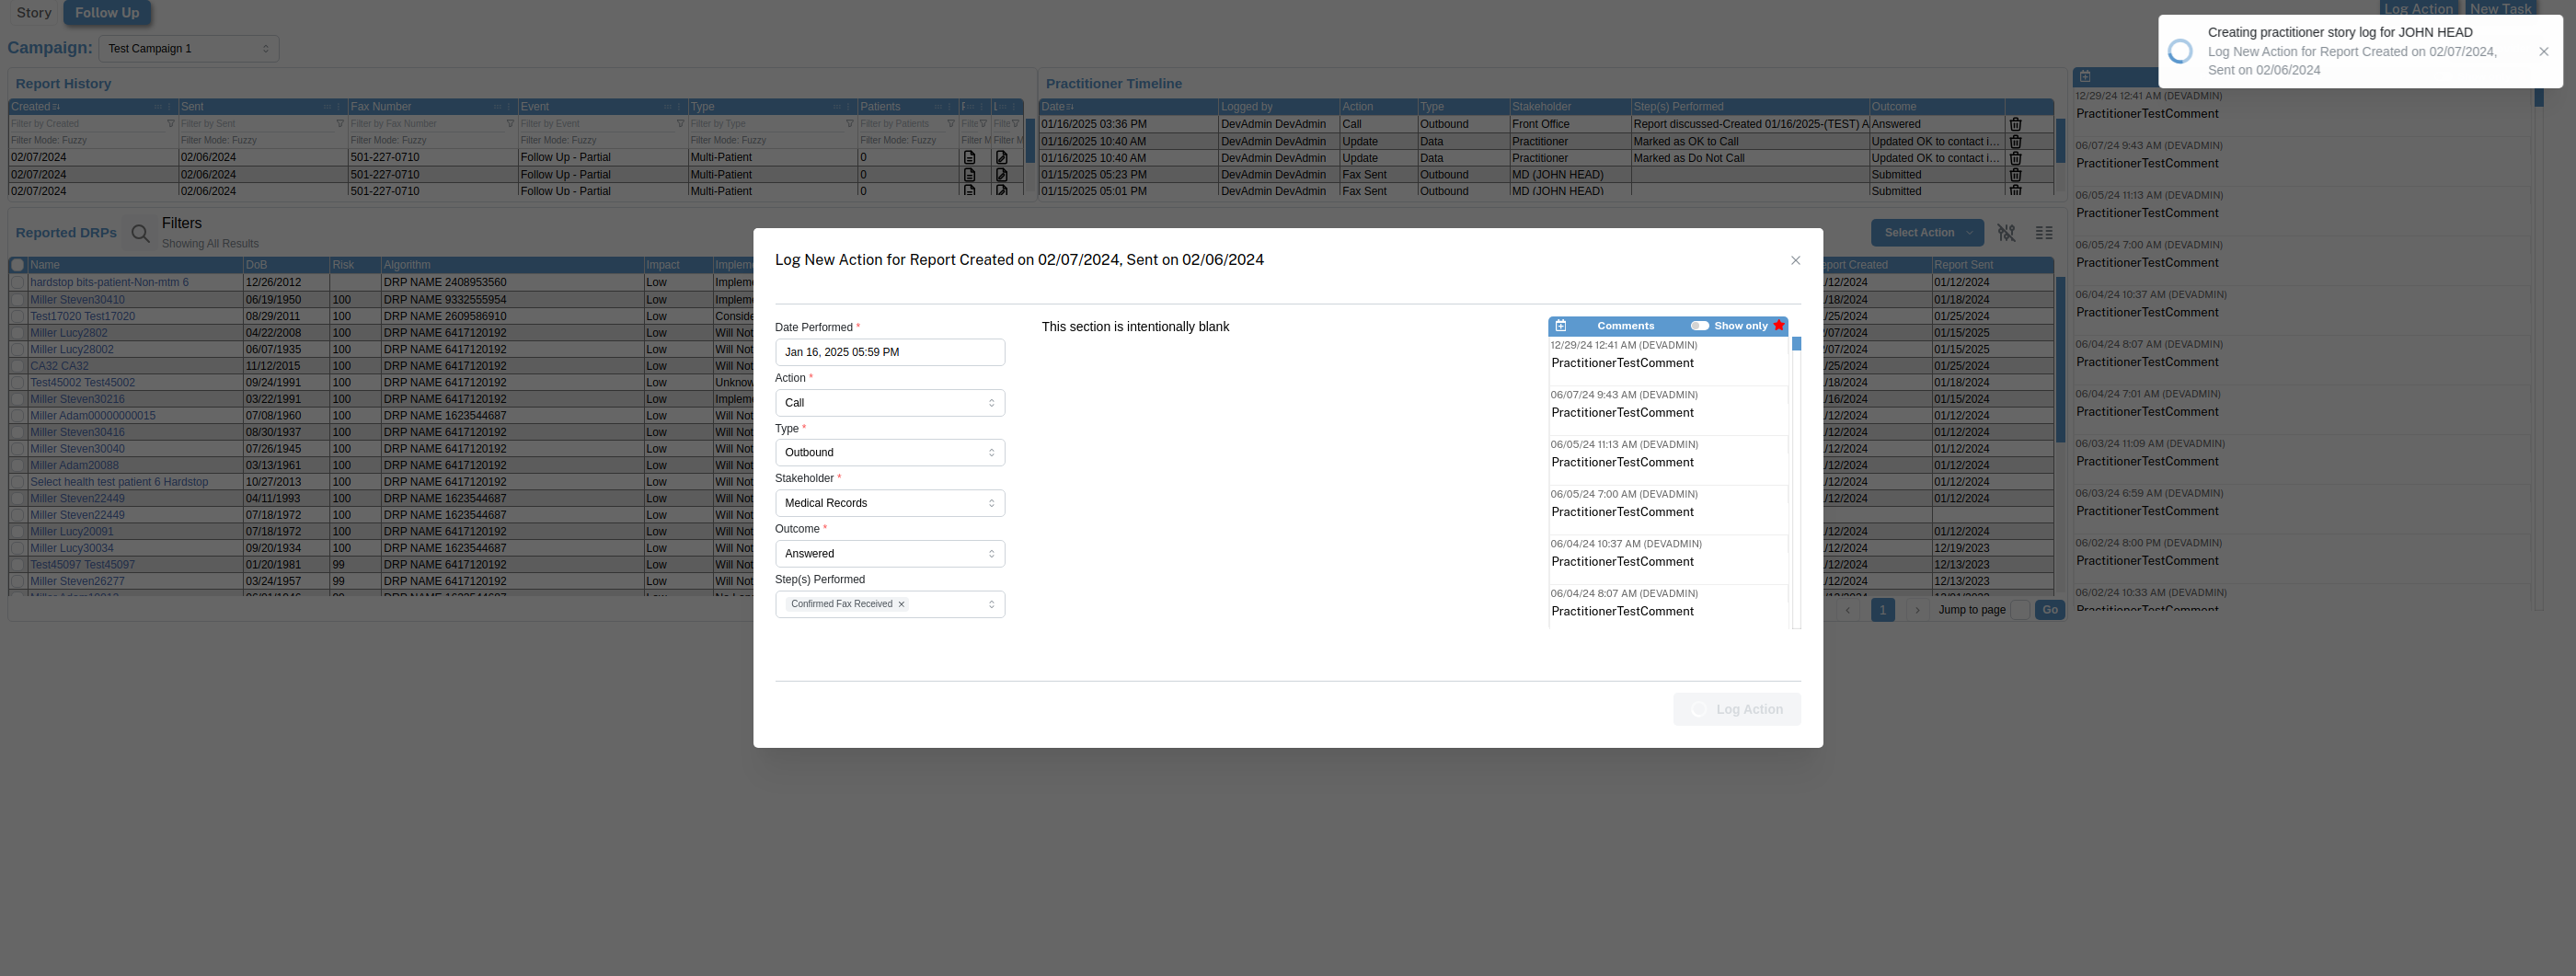 Story Follow Up Log Action New Task
Campaign: Test Campaign 1
Creating practitioner story log for JOHN HEAD
Log New Action for Report Created on 02/07/2024,
Sent on 02/06/2024
Report History
Created Sent Fax Number Event Type Patients
Filter by Created Filter by Sent Filter by Fax Number Filter by Event Filter by Type Filter by Patients Filte Filte
Filter Mode: Fuzzy Filter Mode: Fuzzy Filter Mode: Fuzzy Filter Mode: Fuzzy Filter Mode: Fuzzy Filter Mode: Fuzzy Filter M Filter M
02/07/2024 02/06/2024 501-227-0710 Follow Up - Partial Multi-Patient 0
02/07/2024 02/06/2024 501-227-0710 Follow Up - Partial Multi-Patient 0
02/07/2024 02/06/2024 501-227-0710 Follow Up - Partial Multi-Patient 0
Practitioner Timeline
Date Logged by Action Type Stakeholder Step(s) Performed Outcome
01/16/2025 03:36 PM DevAdmin DevAdmin Call Outbound Front Office Report discussed-Created 01/16/2025-(TEST) A Answered
01/16/2025 10:40 AM DevAdmin DevAdmin Update Data Practitioner Marked as OK to Call Updated OK to contact i...
01/16/2025 10:40 AM DevAdmin DevAdmin Update Data Practitioner Marked as Do Not Call Updated OK to contact i...
01/15/2025 05:23 PM DevAdmin DevAdmin Fax Sent Outbound MD (JOHN HEAD) Submitted
01/15/2025 05:01 PM DevAdmin DevAdmin Fax Sent Outbound MD (JOHN HEAD) Submitted
Reported DRPs
Filters
Showing All Results
Select Action
Name DoB Risk Algorithm Impact Implem
hardstop bits-patient-Non-mtm 6 12/26/2012 DRP NAME 2408953560 Low Implem
Miller Steven30410 06/19/1950 100 DRP NAME 9332555954 Low Implem
Test17020 Test17020 08/29/2011 100 DRP NAME 2609586910 Low Conside
Miller Lucy2802 04/22/2008 100 DRP NAME 6417120192 Low Will Not
Miller Lucy28002 06/07/1935 100 DRP NAME 6417120192 Low Will Not
CA32 CA32 11/12/2015 100 DRP NAME 6417120192 Low Will Not
Test45002 Test45002 09/24/1991 100 DRP NAME 6417120192 Low Unknow
Miller Steven30216 03/22/1991 100 DRP NAME 6417120192 Low Implem
Miller Adam00000000015 07/08/1960 100 DRP NAME 1623544687 Low Will Not
Miller Steven30416 08/30/1937 100 DRP NAME 6417120192 Low Will Not
Miller Steven30040 07/26/1945 100 DRP NAME 6417120192 Low Will Not
Miller Adam20088 03/13/1961 100 DRP NAME 6417120192 Low Will Not
Select health test patient 6 Hardstop 10/27/2013 100 DRP NAME 6417120192 Low Will Not
Miller Steven22449 04/11/1993 100 DRP NAME 1623544687 Low Will Not
Miller Steven22449 07/18/1972 100 DRP NAME 1623544687 Low Will Not
Miller Lucy20091 07/18/1972 100 DRP NAME 6417120192 Low Will Not
Miller Lucy30034 09/20/1934 100 DRP NAME 1623544687 Low Will Not
Test45097 Test45097 01/20/1981 99 DRP NAME 6417120192 Low Will Not
Miller Steven26277 03/24/1957 99 DRP NAME 6417120192 Low Will Not
Log New Action for Report Created on 02/07/2024, Sent on 02/06/2024
Date Performed *
Jan 16, 2025 05:59 PM
Action *
Call
Type *
Outbound
Stakeholder *
Medical Records
Outcome *
Answered
Step(s) Performed
Confirmed Fax Received
This section is intentionally blank
Comments Show only
12/29/24 12:41 AM (DEVADMIN)
PractitionerTestComment
06/07/24 9:43 AM (DEVADMIN)
PractitionerTestComment
06/05/24 11:13 AM (DEVADMIN)
PractitionerTestComment
06/05/24 7:00 AM (DEVADMIN)
PractitionerTestComment
06/04/24 10:37 AM (DEVADMIN)
PractitionerTestComment
06/04/24 8:07 AM (DEVADMIN)
PractitionerTestComment
Log Action
eport Created Report Sent
/12/2024 01/12/2024
/18/2024 01/18/2024
/25/2024 01/25/2024
/07/2024 01/15/2025
/07/2024 01/15/2025
/25/2024 01/25/2024
/18/2024 01/18/2024
/16/2024 01/15/2024
/12/2024 01/12/2024
/12/2024 01/12/2024
/12/2024 01/12/2024
/12/2024 01/12/2024
/12/2024 01/12/2024
/12/2024 01/12/2024
/12/2024 01/12/2024
/12/2024 12/19/2023
/12/2024 12/13/2023
/12/2024 12/13/2023
1 Jump to page Go
12/29/24 12:41 AM (DEVADMIN)
PractitionerTestComment
06/07/24 9:43 AM (DEVADMIN)
PractitionerTestComment
06/05/24 11:13 AM (DEVADMIN)
PractitionerTestComment
06/05/24 7:00 AM (DEVADMIN)
PractitionerTestComment
06/04/24 10:37 AM (DEVADMIN)
PractitionerTestComment
06/04/24 8:07 AM (DEVADMIN)
PractitionerTestComment
06/04/24 7:01 AM (DEVADMIN)
PractitionerTestComment
06/03/24 11:09 AM (DEVADMIN)
PractitionerTestComment
06/03/24 6:59 AM (DEVADMIN)
PractitionerTestComment
06/02/24 8:00 PM (DEVADMIN)
PractitionerTestComment
06/02/24 10:33 AM (DEVADMIN)
PractitionerTestComment